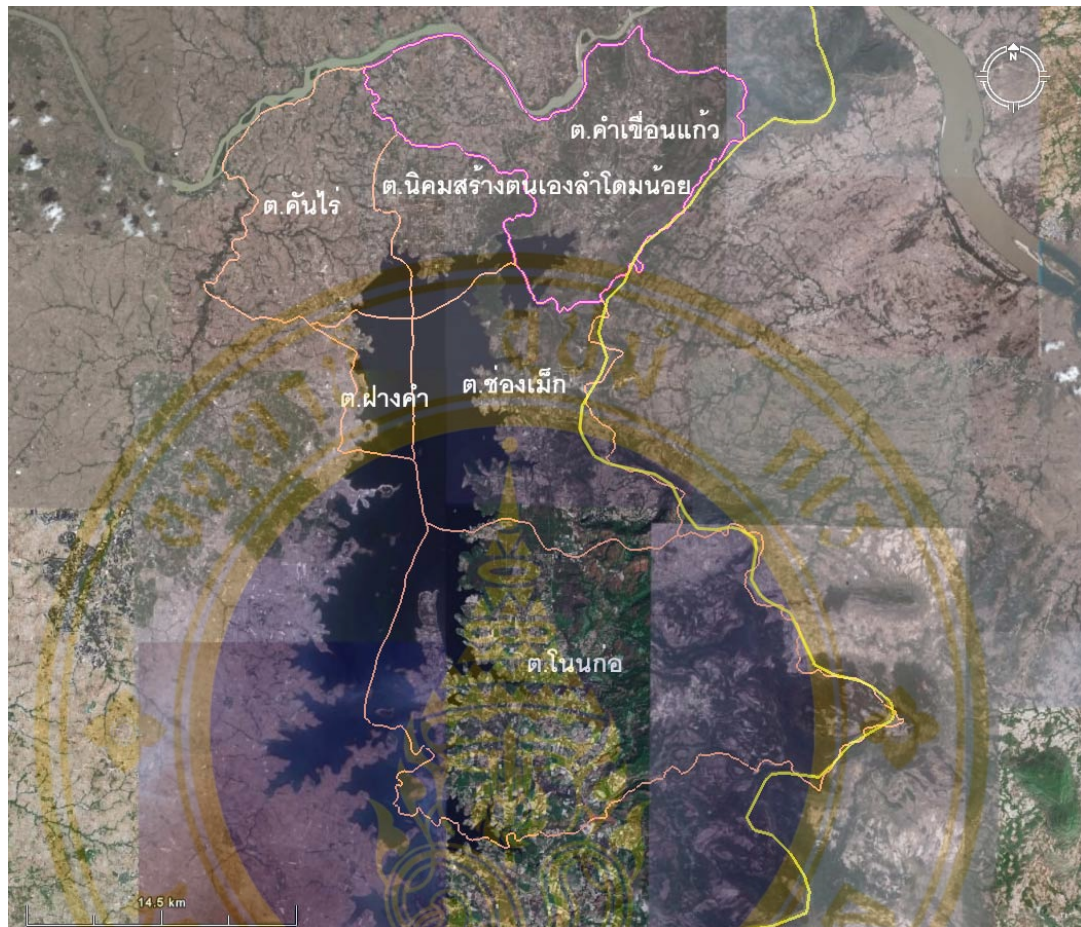 N
ต.คำเขื่อนแก้ว
ต.นิคมสร้างตนเองลำโดมน้อย
ต.คันไร่
ต.ช่องเม็ก
ต.ฝางคำ
ต.โนนก่อ
14.5 km